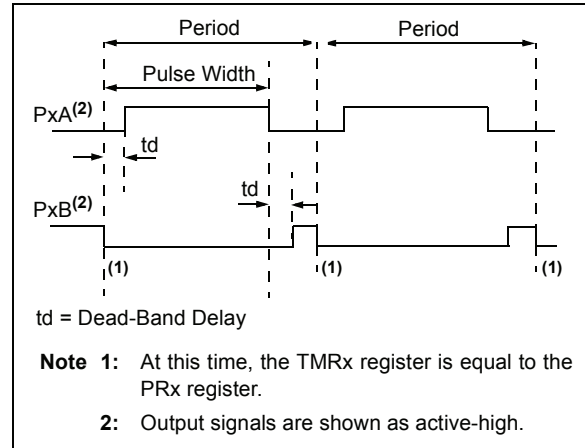 Period
Period
Pulse Width
PxA(2)
td
td
PxB(2)
(1)
(1)
(1)
td = Dead-Band Delay
Note 1: At this time, the TMRx register is equal to the
PRx register.
2: Output signals are shown as active-high.